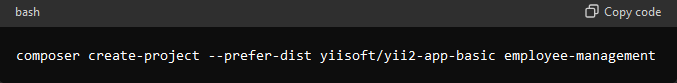 bash
Copy code
composer create-project --prefer-dist yiisoft/yii2-app-basic employee-management